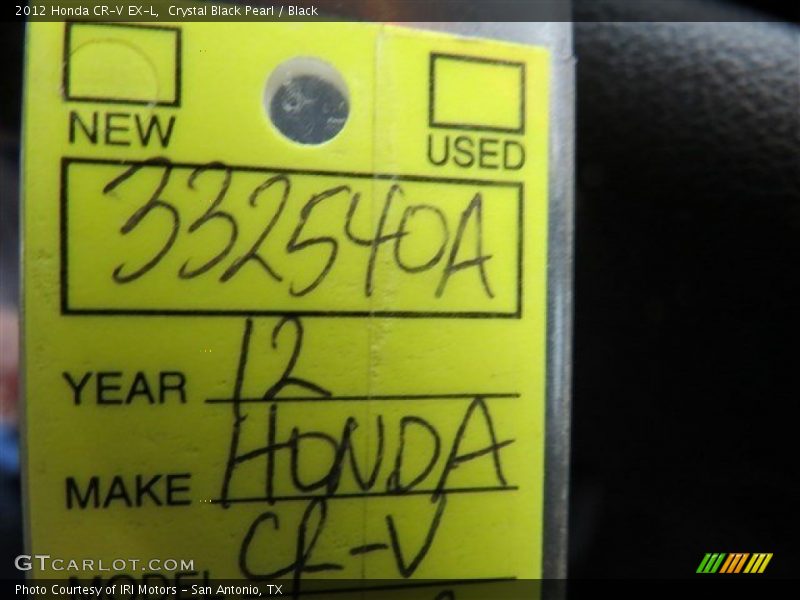 2012 Honda CR-V EX-L, Crystal Black Pearl / Black
NEW USED
332540A
YEAR 12
MAKE HONDA
MODEL CR-V
GTCARLOT.COM
Photo Courtesy of IRI Motors - San Antonio, TX